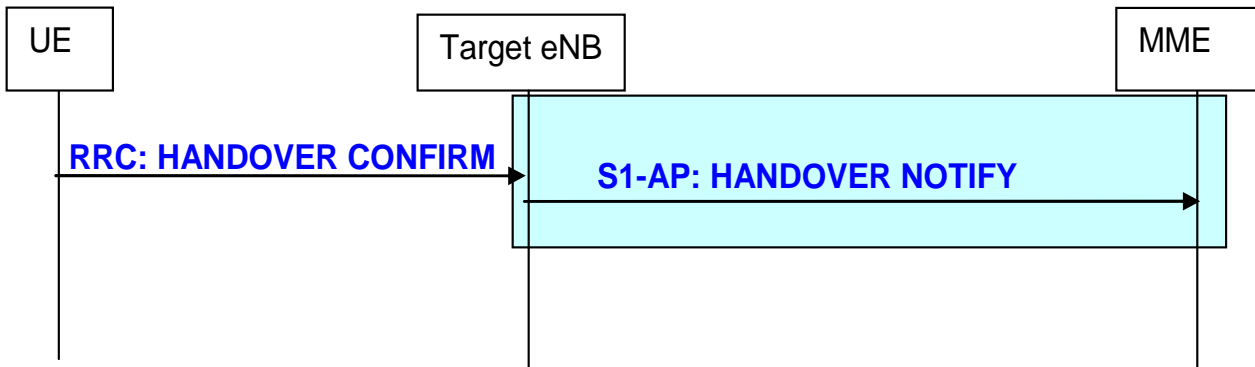 UE
Target eNB
MME
RRC: HANDOVER CONFIRM
S1-AP: HANDOVER NOTIFY